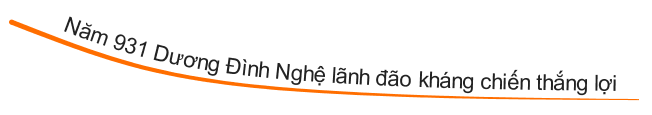 Năm 931 Dương Đình Nghệ lãnh đão kháng chiến thắng lợi